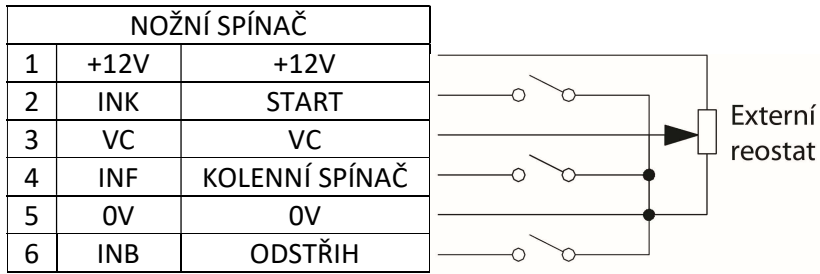 NOŽNÍ SPÍNAČ
1 +12V +12V
2 INK START
3 VC VC
4 INF KOLENNÍ SPÍNAČ
5 0V 0V
6 INB ODSTŘIH
Externí
reostat